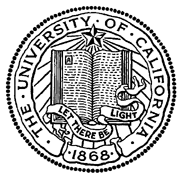 ·THE·UNIVERSITY·OF·CALIFORNIA·
A
LET THERE BE
LIGHT
·1868·